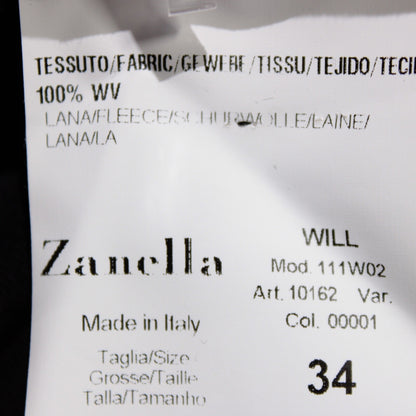 TESSUTO/FABRIC/GEWEBE/TISSU/TEJIDO/TECI
100% WV
LANA/FLEECE/SCHURWOLLE/LAINE/
LANA/LA
Zanella
WILL
Mod. 111W02
Art. 10162 Var.
Made in Italy
Col. 00001
Taglia/Size
Grosse/Taille
Talla/Tamanho
34